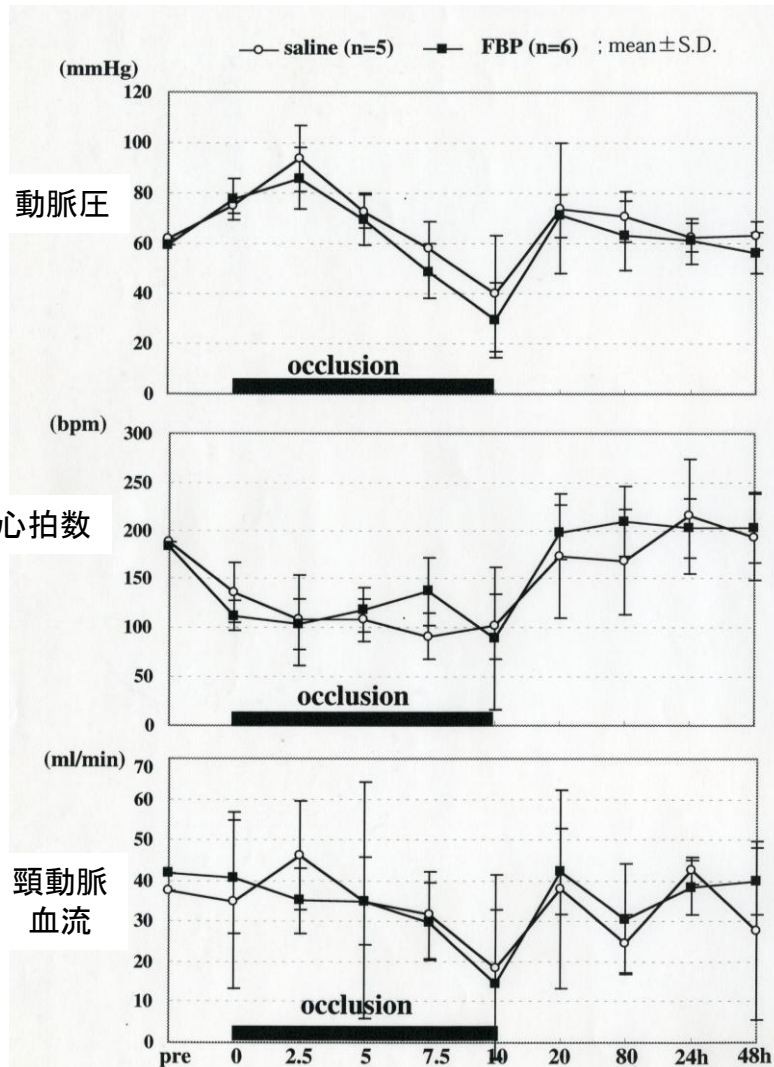 saline (n=5) FBP (n=6) ; mean±S.D.
(mmHg)
120
100
80
60
40
20
0
動脈圧
occlusion
(bpm)
300
250
200
150
100
50
0
心拍数
occlusion
(ml/min)
70
60
50
40
30
20
10
0
頸動脈
血流
occlusion
pre 0 2.5 5 7.5 10 20 80 24h 48h